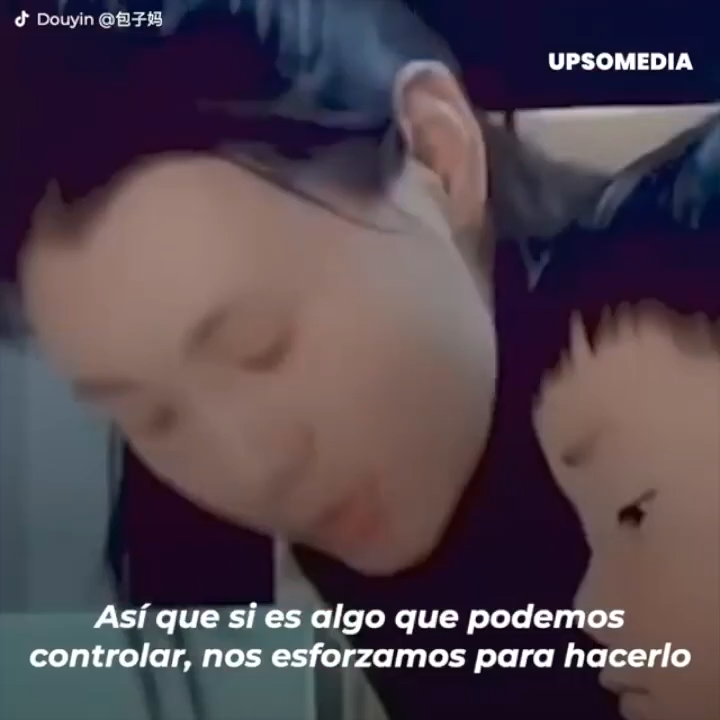 Douyin @包子妈
UPSOMEDIA
Así que si es algo que podemos
controlar, nos esforzamos para hacerlo